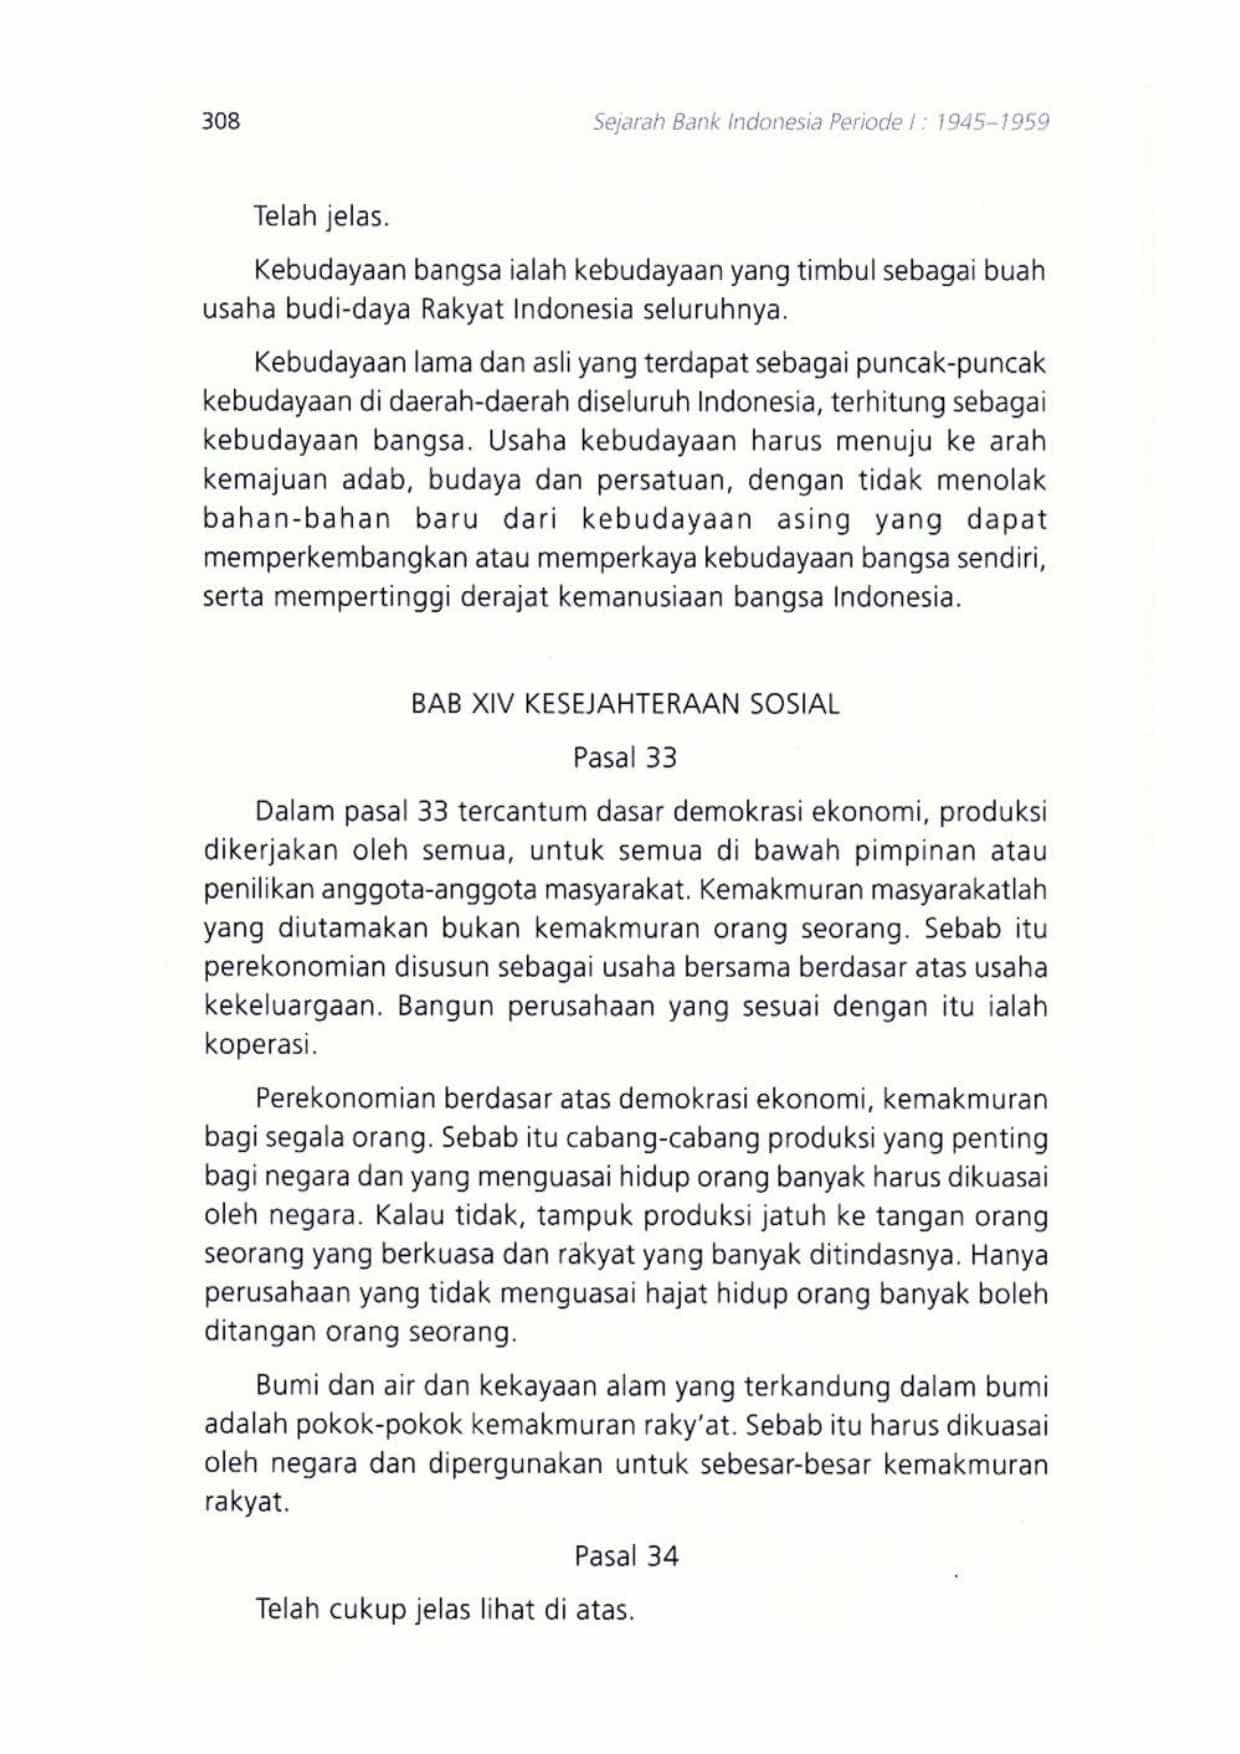 308 Sejarah Bank Indonesia Periode I : 1945–1959
Telah jelas.
Kebudayaan bangsa ialah kebudayaan yang timbul sebagai buah
usaha budi-daya Rakyat Indonesia seluruhnya.
Kebudayaan lama dan asli yang terdapat sebagai puncak-puncak
kebudayaan di daerah-daerah diseluruh Indonesia, terhitung sebagai
kebudayaan bangsa. Usaha kebudayaan harus menuju ke arah
kemajuan adab, budaya dan persatuan, dengan tidak menolak
bahan-bahan baru dari kebudayaan asing yang dapat
memperkembangkan atau memperkaya kebudayaan bangsa sendiri,
serta mempertinggi derajat kemanusiaan bangsa Indonesia.
BAB XIV KESEJAHTERAAN SOSIAL
Pasal 33
Dalam pasal 33 tercantum dasar demokrasi ekonomi, produksi
dikerjakan oleh semua, untuk semua di bawah pimpinan atau
penilikan anggota-anggota masyarakat. Kemakmuran masyarakatlah
yang diutamakan bukan kemakmuran orang seorang. Sebab itu
perekonomian disusun sebagai usaha bersama berdasar atas usaha
kekeluargaan. Bangun perusahaan yang sesuai dengan itu ialah
koperasi.
Perekonomian berdasar atas demokrasi ekonomi, kemakmuran
bagi segala orang. Sebab itu cabang-cabang produksi yang penting
bagi negara dan yang menguasai hidup orang banyak harus dikuasai
oleh negara. Kalau tidak, tampuk produksi jatuh ke tangan orang
seorang yang berkuasa dan rakyat yang banyak ditindasnya. Hanya
perusahaan yang tidak menguasai hajat hidup orang banyak boleh
ditangan orang seorang.
Bumi dan air dan kekayaan alam yang terkandung dalam bumi
adalah pokok-pokok kemakmuran raky'at. Sebab itu harus dikuasai
oleh negara dan dipergunakan untuk sebesar-besar kemakmuran
rakyat.
Pasal 34
Telah cukup jelas lihat di atas.